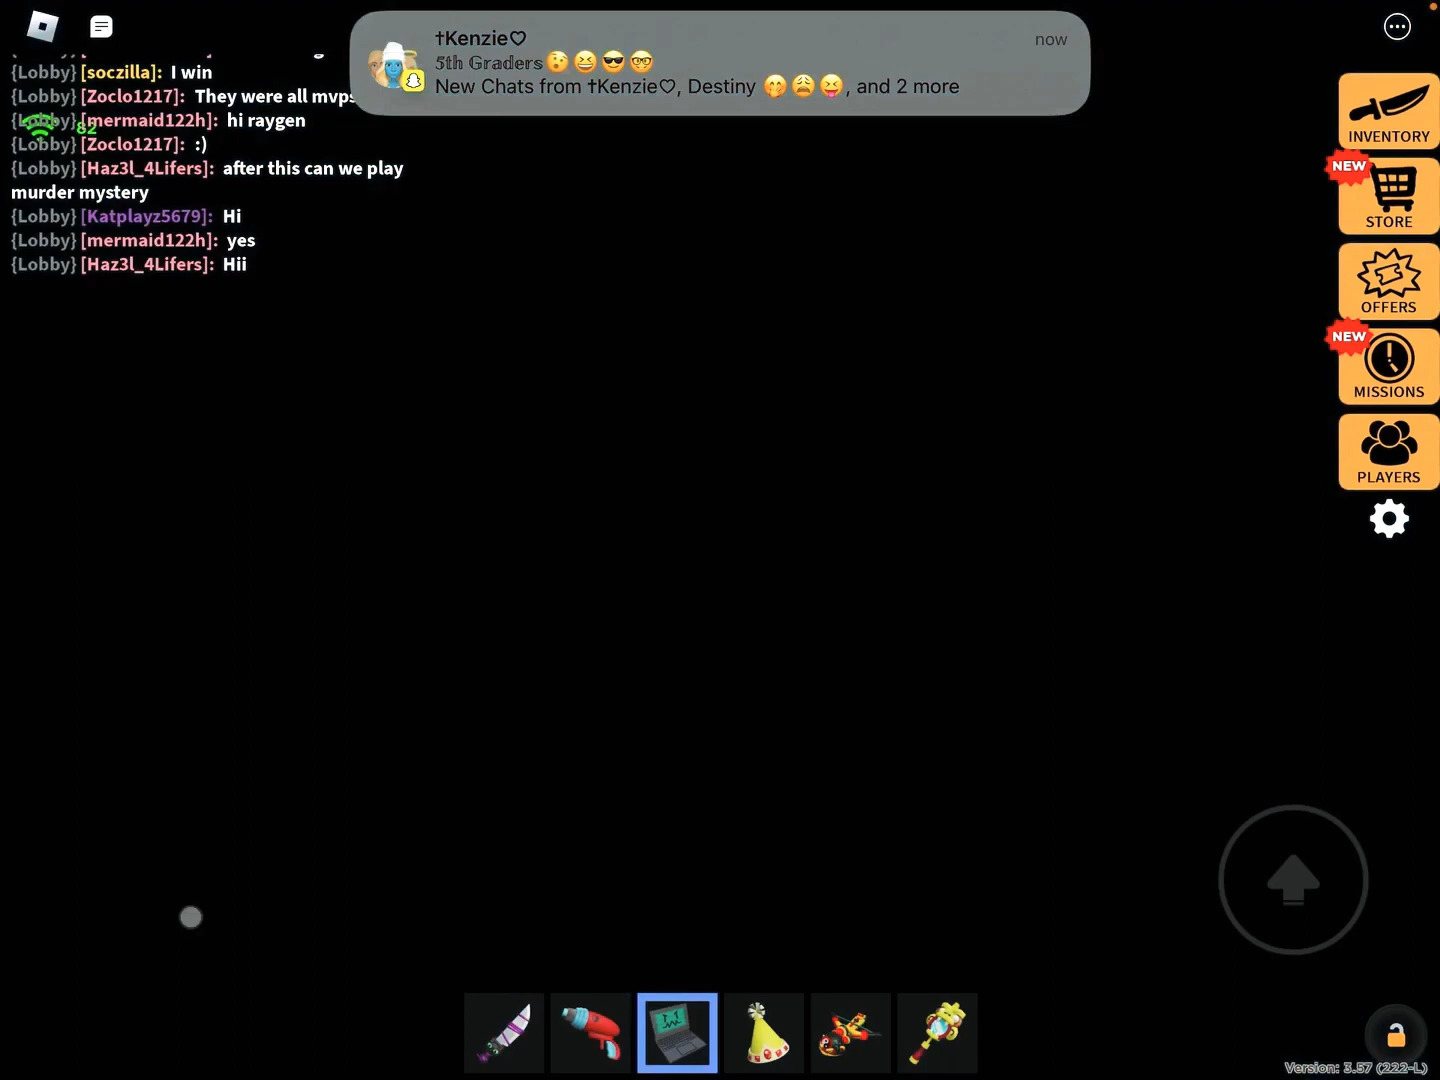 †Kenzie♡
now
5th Graders😯😆😎🤓
New Chats from †Kenzie♡, Destiny 🤭😩😝, and 2 more
{Lobby} [soczilla]: I win
{Lobby} [Zoclo1217]: They were all mvps
{Lobby} [mermaid122h]: hi raygen
82
{Lobby} [Zoclo1217]: :)
{Lobby} [Haz3l_4Lifers]: after this can we play
murder mystery
{Lobby} [Katplayz5679]: Hi
{Lobby} [mermaid122h]: yes
{Lobby} [Haz3l_4Lifers]: Hii
INVENTORY
NEW
STORE
OFFERS
NEW
MISSIONS
PLAYERS
Version: 3.57 (222-L)